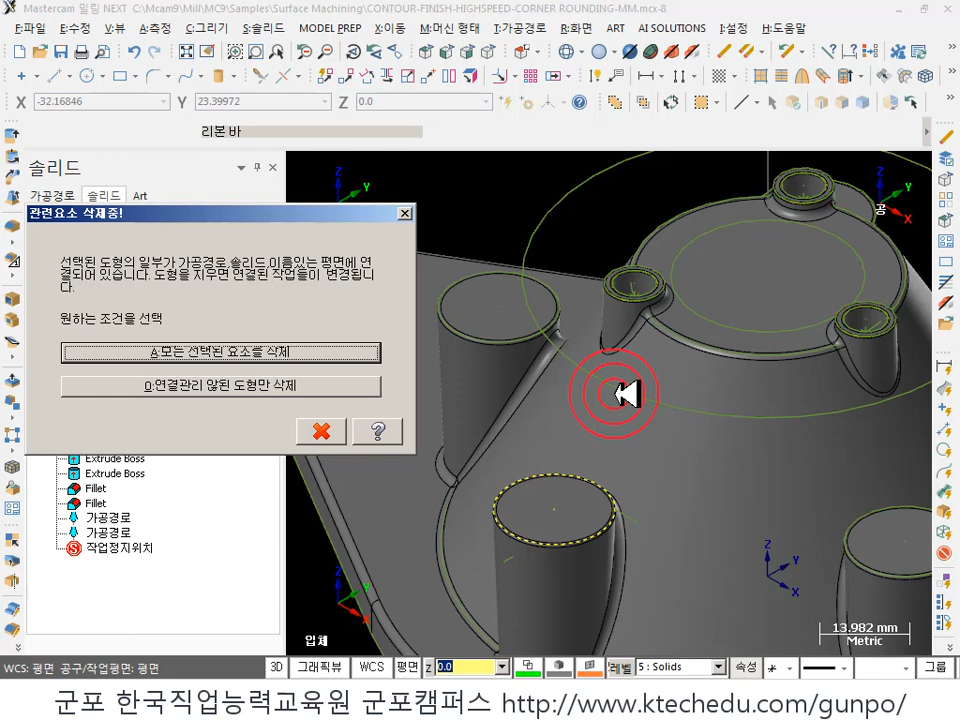 Mastercam 밀링 NEXT C:\Mcam9\Mill\MC9\Samples\Surface Machining\CONTOUR-FINISH-HIGHSPEED-CORNER ROUNDING-MM.mcx-8
F:파일 E:수정 V:뷰 A:측정 C:그리기 S:솔리드 MODEL PREP X:이동 M:머신 형태 T:가공경로 R:화면 ART AI SOLUTIONS I:설정 H:도움말
X -32.16846 Y 23.39972 Z 0.0
리본 바
솔리드
가공경로 솔리드 Art
관련요소 삭제중!
선택된 도형의 일부가 가공경로,솔리드,이름있는 평면에 연
결되어 있습니다. 도형을 지우면 연결된 작업들이 변경됩니
다.
원하는 조건을 선택
A:모든 선택된 요소를 삭제
O:연결관리 않된 도형만 삭제
Extrude Boss
Extrude Boss
Fillet
Fillet
가공경로
가공경로
작업정지위치
Z
Y
Z
Y
X
공
Z
Y
X
Z
Y
X
입체
13.982 mm
Metric
WCS: 평면 공구/작업평면: 평면 3D 그래픽뷰 WCS 평면 Z 0.0 레벨 5 : Solids 속성 그룹
군포 한국직업능력교육원 군포캠퍼스 http://www.ktechedu.com/gunpo/